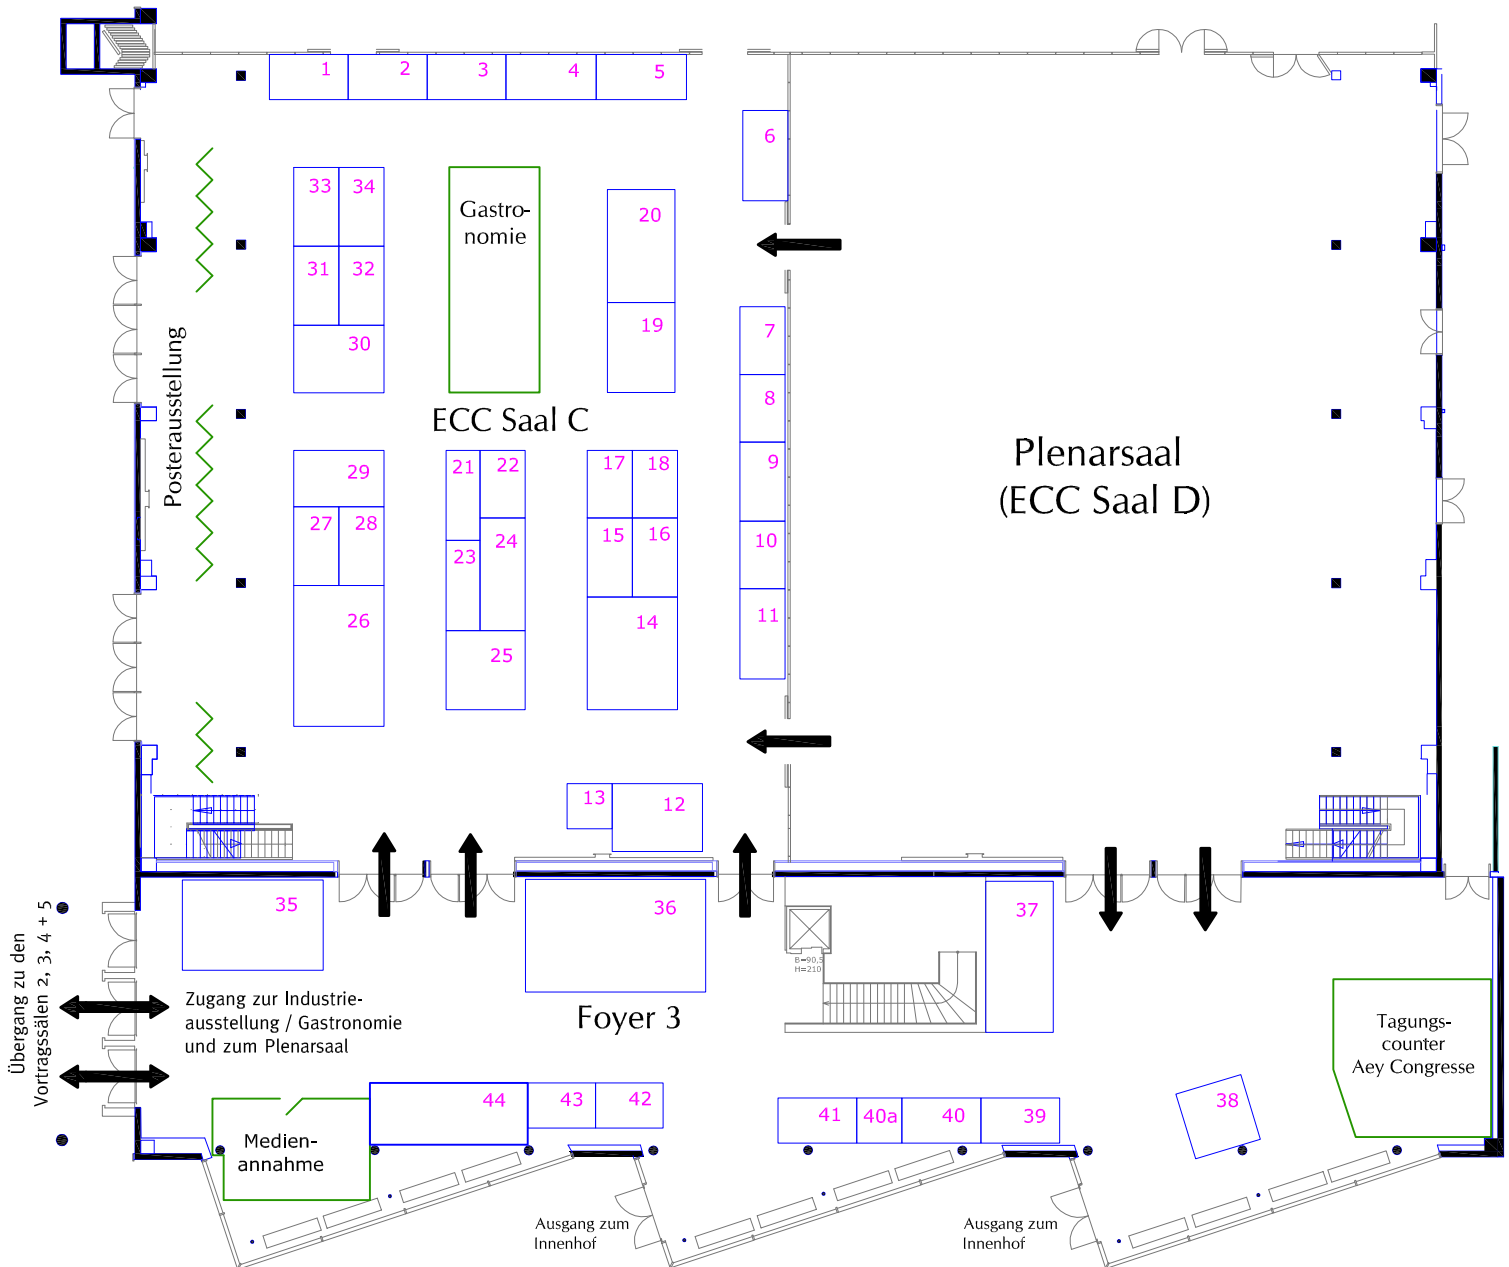 1
2
3
4
5
6
33
34
Gastro-
nomie
20
31
32
30
19
7
8
Posterausstellung
ECC Saal C
Plenarsaal
(ECC Saal D)
29
21
22
17
18
9
27
28
23
24
15
16
10
26
25
14
11
13
12
35
36
37
B=90,5
H=210
Übergang zu den
Vortragssälen 2, 3, 4 + 5
Zugang zur Industrie-
ausstellung / Gastronomie
und zum Plenarsaal
Foyer 3
Tagungs-
counter
Aey Congresse
44
43
42
41
40a
40
39
38
Medien-
annahme
Ausgang zum
Innenhof
Ausgang zum
Innenhof